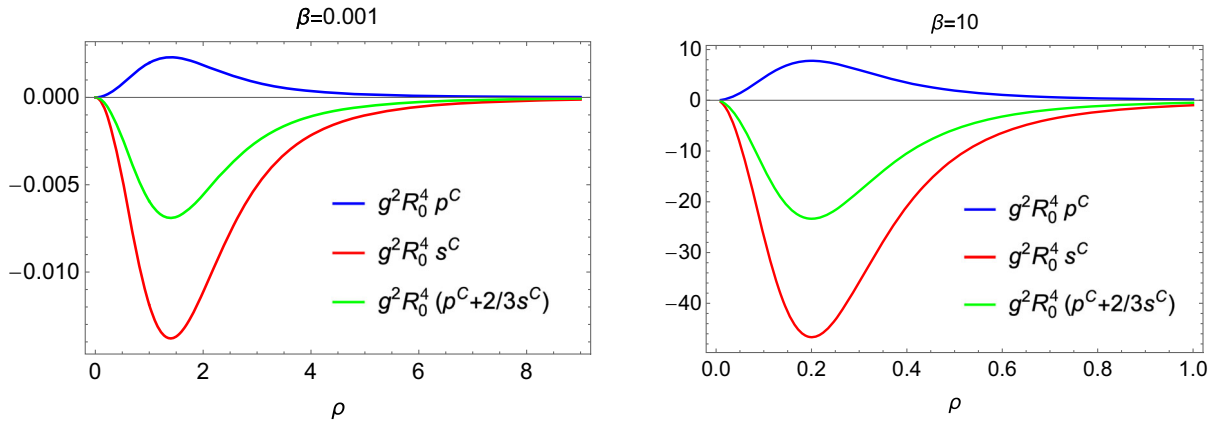 β=0.001
0.000
−0.005
−0.010
g²R₀⁴ p^C
g²R₀⁴ s^C
g²R₀⁴ (p^C+2/3s^C)
0 2 4 6 8
ρ
β=10
10
0
−10
−20
−30
−40
g²R₀⁴ p^C
g²R₀⁴ s^C
g²R₀⁴ (p^C+2/3s^C)
0.0 0.2 0.4 0.6 0.8 1.0
ρ